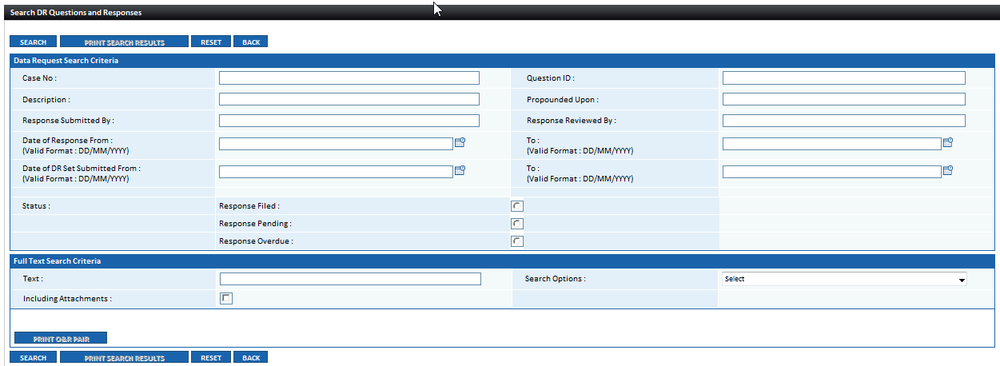 Search DR Questions and Responses
SEARCH PRINT SEARCH RESULTS RESET BACK
Data Request Search Criteria
Case No : Question ID :
Description : Propounded Upon :
Response Submitted By : Response Reviewed By :
Date of Response From : To :
(Valid Format : DD/MM/YYYY) (Valid Format : DD/MM/YYYY)
Date of DR Set Submitted From : To :
(Valid Format : DD/MM/YYYY) (Valid Format : DD/MM/YYYY)
Status : Response Filed :
Response Pending :
Response Overdue :
Full Text Search Criteria
Text : Search Options : Select
Including Attachments :
PRINT Q&R PAIR
SEARCH PRINT SEARCH RESULTS RESET BACK